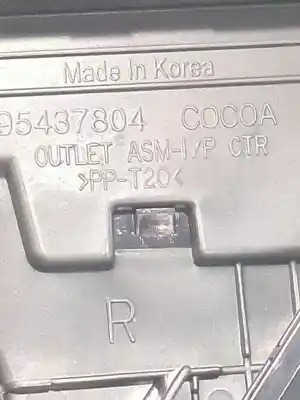 Made In Korea
95437804 COCOA
OUTLET ASM-I/P CTR
>PP-T20<
R